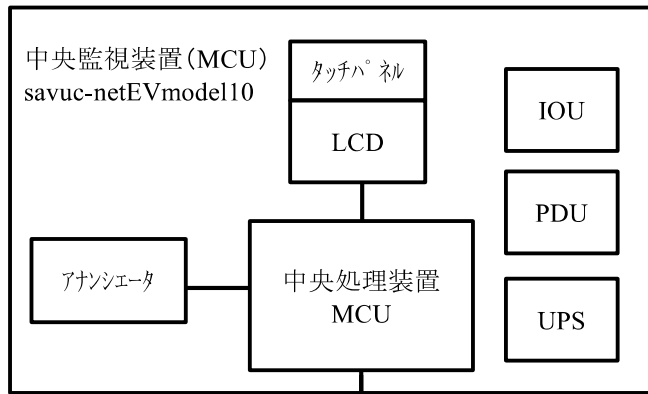 中央監視装置(MCU)
savuc-netEVmodel10
タッチパネル
LCD
IOU
PDU
UPS
アナンシエータ
中央処理装置
MCU